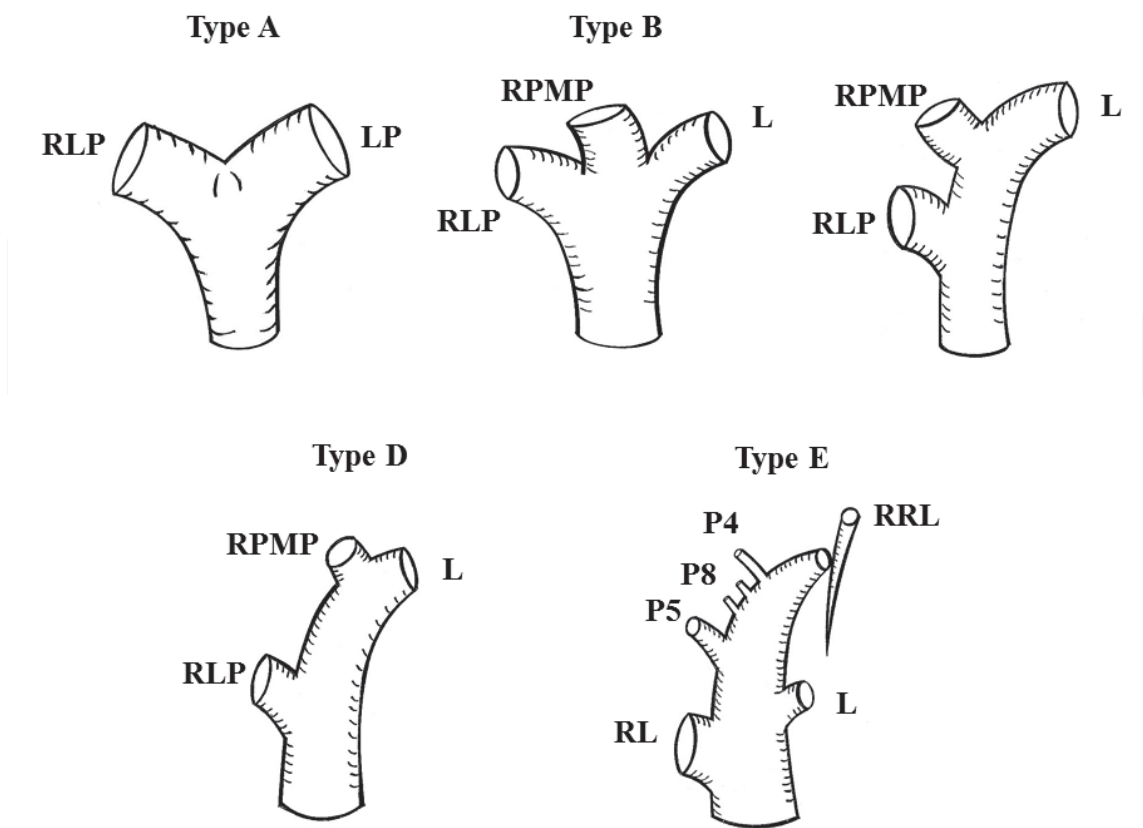 Type A
Type B
RLP
LP
RPMP
L
RLP
RPMP
L
RLP
Type D
Type E
RPMP
L
RLP
P4
RRL
P8
P5
L
RL